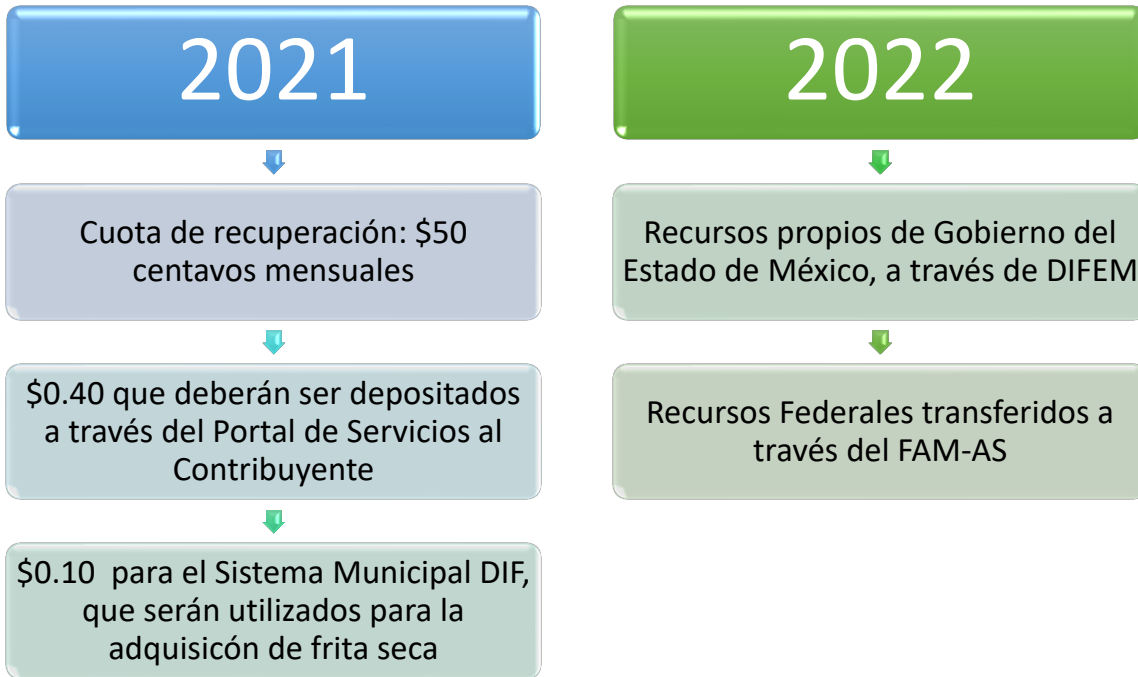 2021
Cuota de recuperación: $50
centavos mensuales
$0.40 que deberán ser depositados
a través del Portal de Servicios al
Contribuyente
$0.10  para el Sistema Municipal DIF,
que serán utilizados para la
adquisicón de frita seca
2022
Recursos propios de Gobierno del
Estado de México, a través de DIFEM
Recursos Federales transferidos a
través del FAM-AS